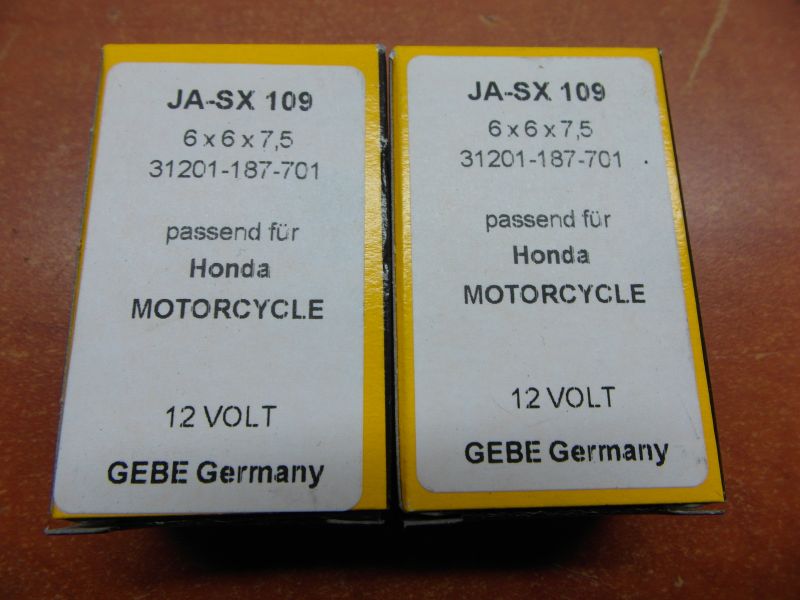 JA-SX 109
6 x 6 x 7,5
31201-187-701
passend für
Honda
MOTORCYCLE
12 VOLT
GEBE Germany
JA-SX 109
6 x 6 x 7,5
31201-187-701
passend für
Honda
MOTORCYCLE
12 VOLT
GEBE Germany